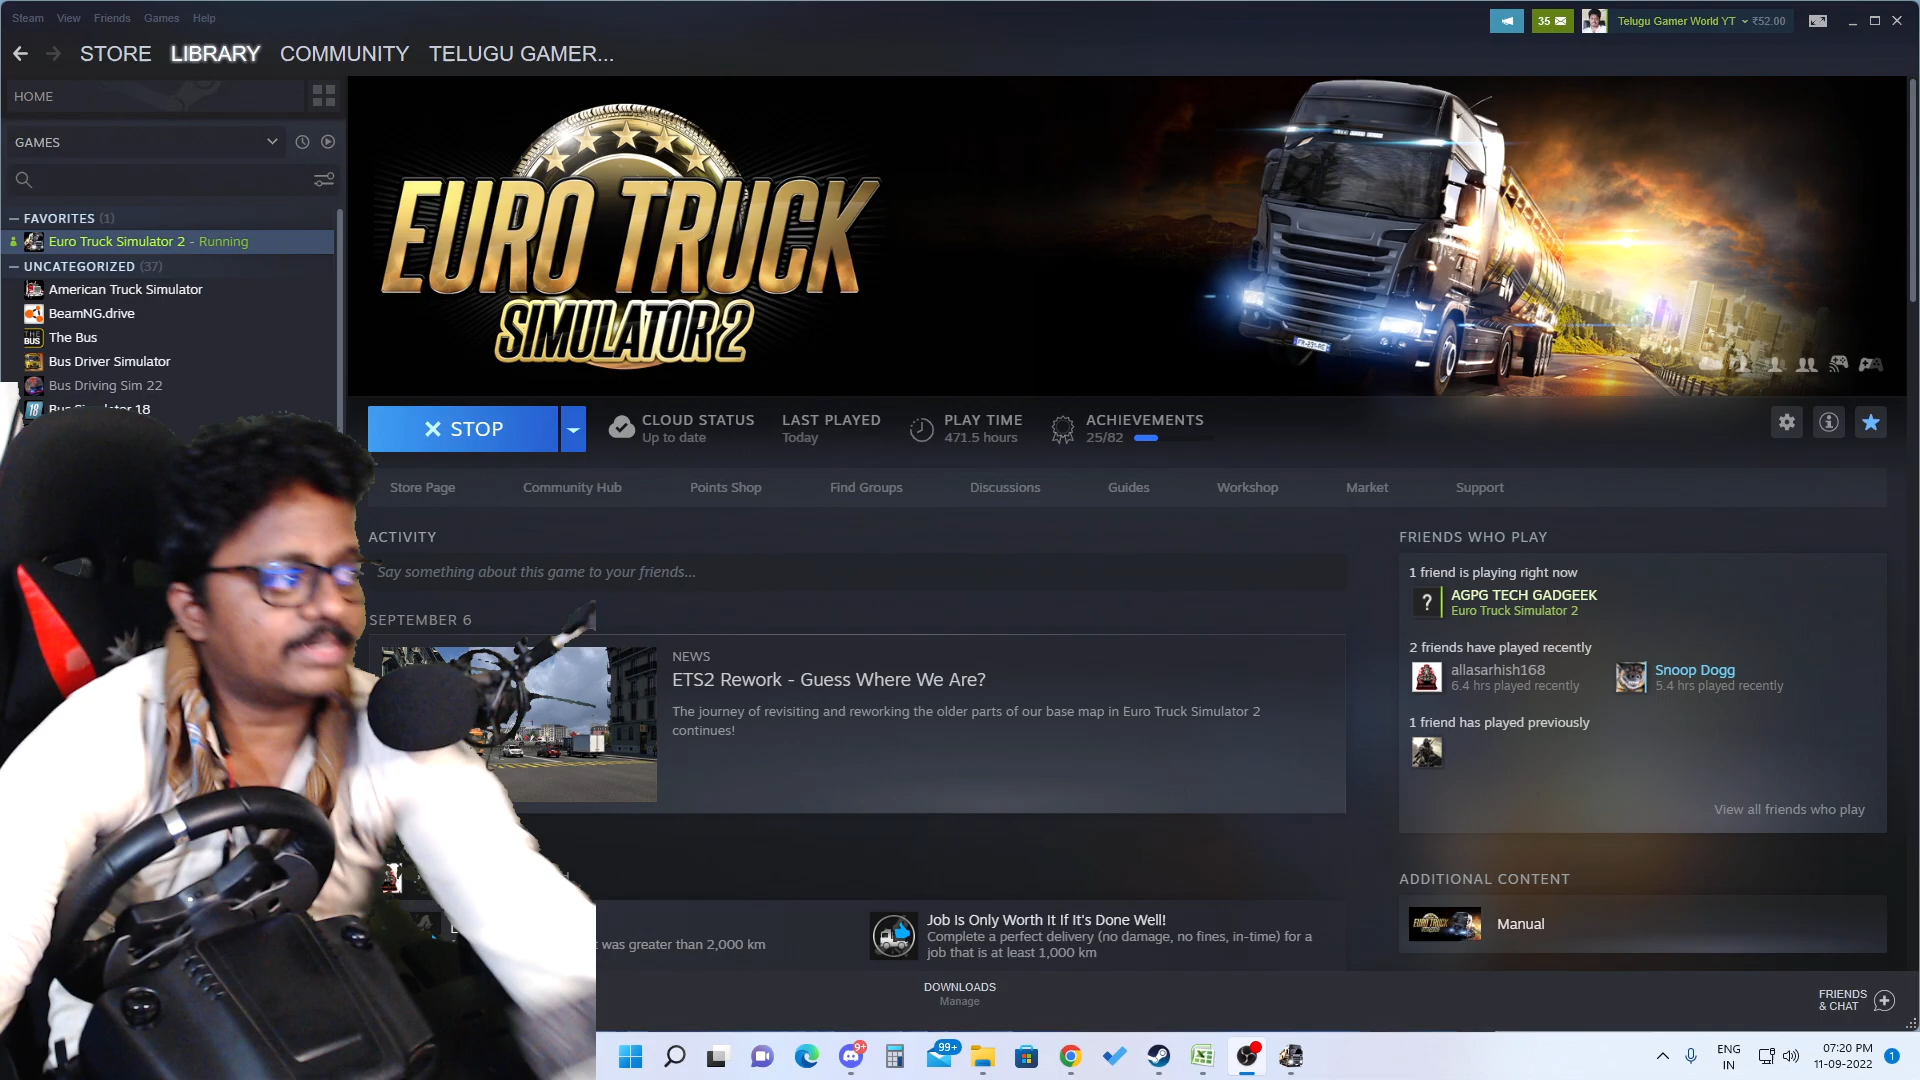 Steam View Friends Games Help
35
Telugu Gamer World YT ₹52.00
STORE LIBRARY COMMUNITY TELUGU GAMER...
HOME
GAMES
FAVORITES (1)
Euro Truck Simulator 2 - Running
UNCATEGORIZED (37)
American Truck Simulator
BeamNG.drive
THE BUS
The Bus
Bus Driver Simulator
Bus Driving Sim 22
18
Bus Simulator 18
EURO TRUCK
SIMULATOR 2
STOP
CLOUD STATUS
Up to date
LAST PLAYED
Today
PLAY TIME
471.5 hours
ACHIEVEMENTS
25/82
Store Page Community Hub Points Shop Find Groups Discussions Guides Workshop Market Support
ACTIVITY
Say something about this game to your friends...
SEPTEMBER 6
NEWS
ETS2 Rework - Guess Where We Are?
The journey of revisiting and reworking the older parts of our base map in Euro Truck Simulator 2
continues!
was greater than 2,000 km
Job Is Only Worth It If It's Done Well!
Complete a perfect delivery (no damage, no fines, in-time) for a
job that is at least 1,000 km
FRIENDS WHO PLAY
1 friend is playing right now
?
AGPG TECH GADGEEK
Euro Truck Simulator 2
2 friends have played recently
allasarhish168
6.4 hrs played recently
Snoop Dogg
5.4 hrs played recently
1 friend has played previously
View all friends who play
ADDITIONAL CONTENT
EURO TRUCK
Manual
DOWNLOADS
Manage
FRIENDS
& CHAT
9+
99+
ENG
IN
07:20 PM
11-09-2022
1